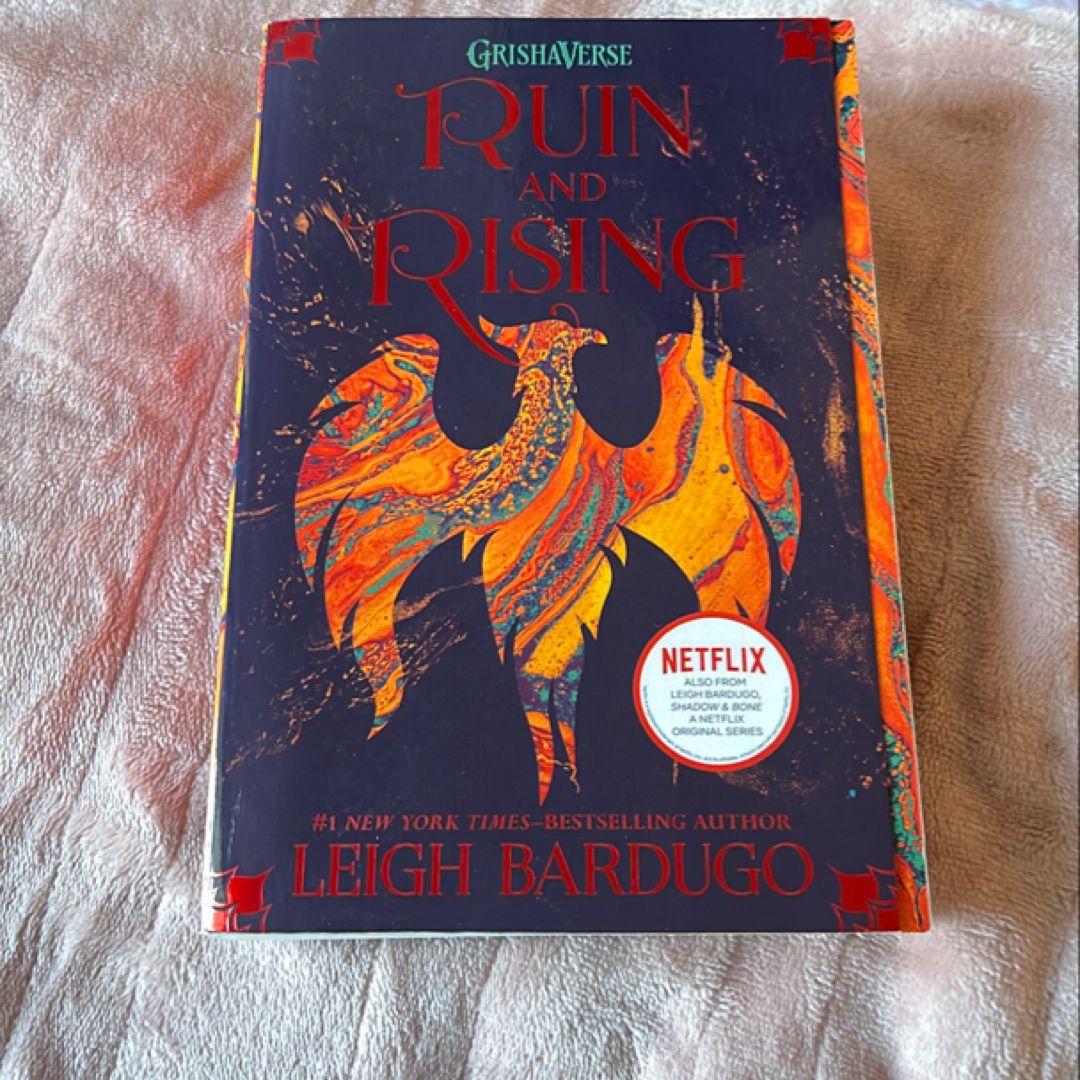 GRISHAVERSE
RUIN
AND
RISING
NETFLIX
ALSO FROM
LEIGH BARDUGO,
SHADOW & BONE
A NETFLIX
ORIGINAL SERIES
#1 NEW YORK TIMES–BESTSELLING AUTHOR
LEIGH BARDUGO